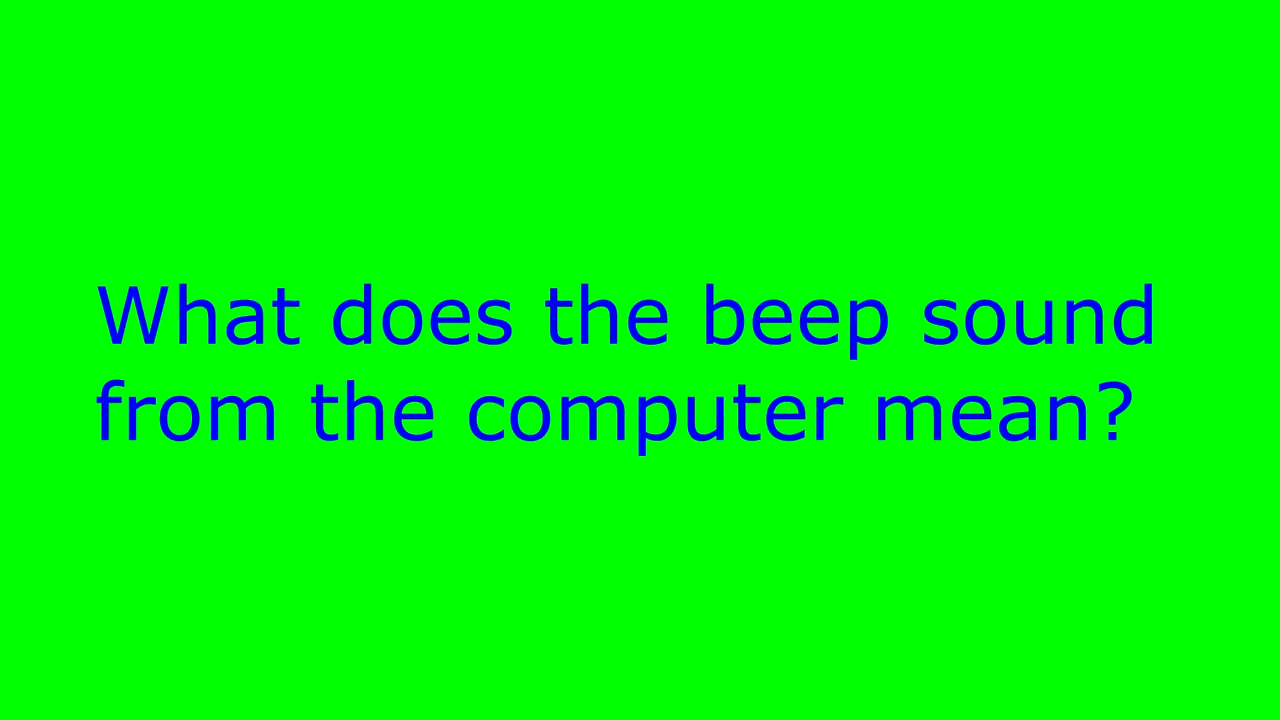 What does the beep sound
from the computer mean?